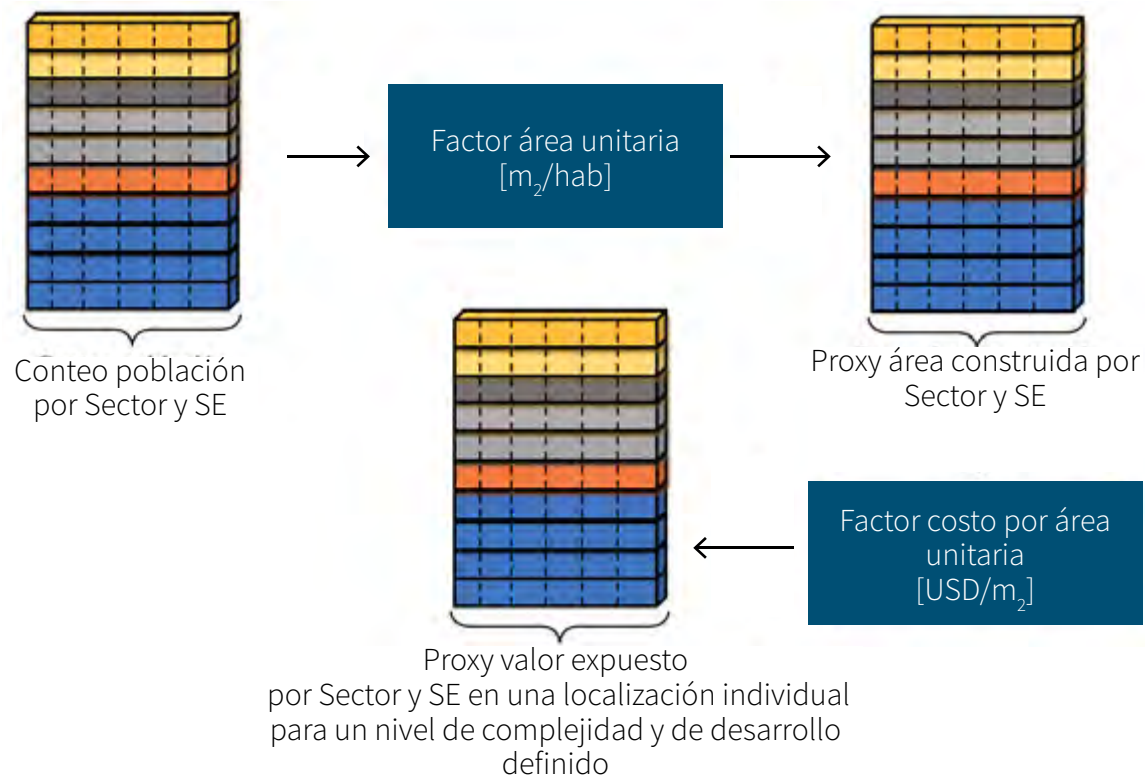 Factor área unitaria
[m₂/hab]
Conteo población
por Sector y SE
Proxy área construida por
Sector y SE
Factor costo por área
unitaria
[USD/m₂]
Proxy valor expuesto
por Sector y SE en una localización individual
para un nivel de complejidad y de desarrollo
definido